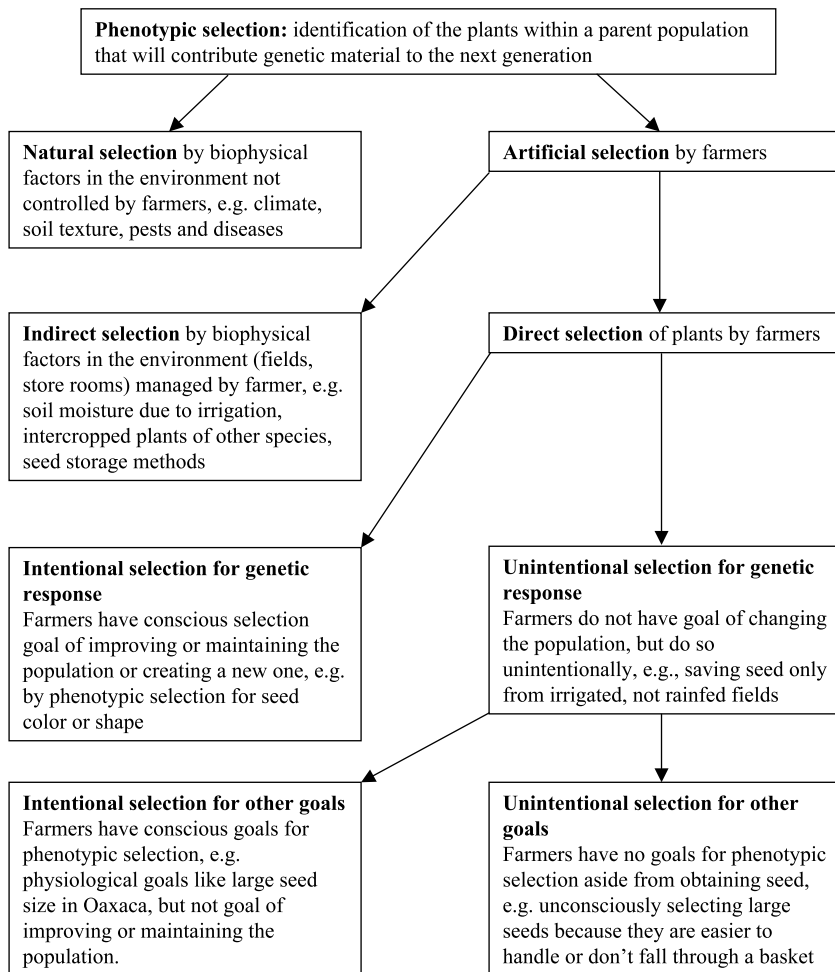 Phenotypic selection: identification of the plants within a parent population
that will contribute genetic material to the next generation
Natural selection by biophysical
factors in the environment not
controlled by farmers, e.g. climate,
soil texture, pests and diseases
Artificial selection by farmers
Indirect selection by biophysical
factors in the environment (fields,
store rooms) managed by farmer, e.g.
soil moisture due to irrigation,
intercropped plants of other species,
seed storage methods
Direct selection of plants by farmers
Intentional selection for genetic
response
Farmers have conscious selection
goal of improving or maintaining the
population or creating a new one, e.g.
by phenotypic selection for seed
color or shape
Unintentional selection for genetic
response
Farmers do not have goal of changing
the population, but do so
unintentionally, e.g., saving seed only
from irrigated, not rainfed fields
Intentional selection for other goals
Farmers have conscious goals for
phenotypic selection, e.g.
physiological goals like large seed
size in Oaxaca, but not goal of
improving or maintaining the
population.
Unintentional selection for other
goals
Farmers have no goals for phenotypic
selection aside from obtaining seed,
e.g. unconsciously selecting large
seeds because they are easier to
handle or don’t fall through a basket